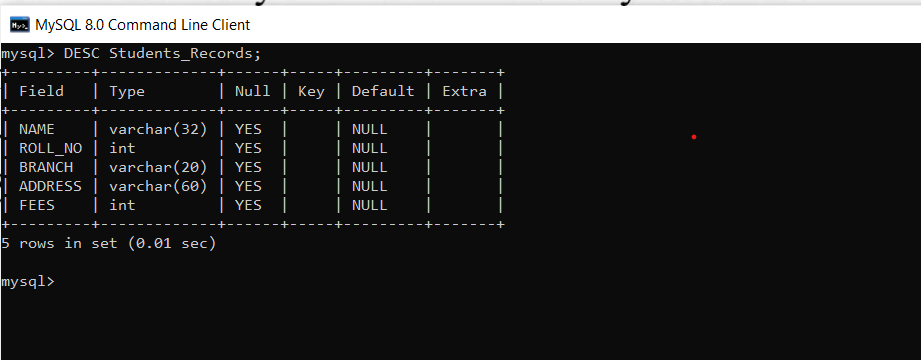 MySQL 8.0 Command Line Client
mysql> DESC Students_Records;
+---------+-------------+------+-----+---------+-------+
| Field   | Type        | Null | Key | Default | Extra |
+---------+-------------+------+-----+---------+-------+
| NAME    | varchar(32) | YES  |     | NULL    |       |
| ROLL_NO | int         | YES  |     | NULL    |       |
| BRANCH  | varchar(20) | YES  |     | NULL    |       |
| ADDRESS | varchar(60) | YES  |     | NULL    |       |
| FEES    | int         | YES  |     | NULL    |       |
+---------+-------------+------+-----+---------+-------+
5 rows in set (0.01 sec)
mysql>